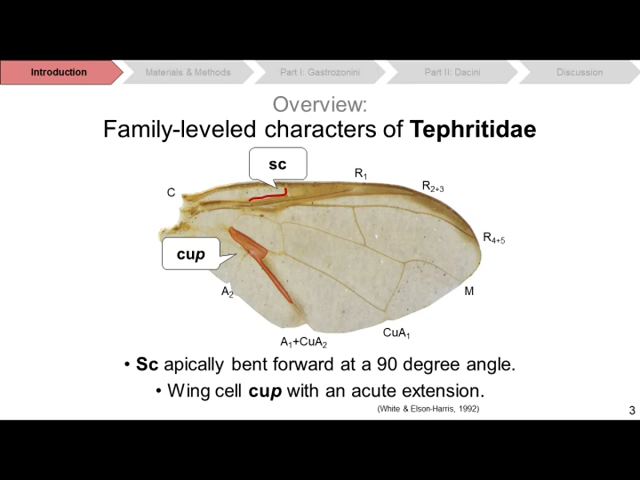 Introduction
Materials & Methods
Part I: Gastrozonini
Part II: Dacini
Discussion
Overview:
Family-leveled characters of Tephritidae
sc
C
R1
R2+3
R4+5
cup
A2
M
CuA1
A1+CuA2
• Sc apically bent forward at a 90 degree angle.
• Wing cell cup with an acute extension.
(White & Elson-Harris, 1992)
3